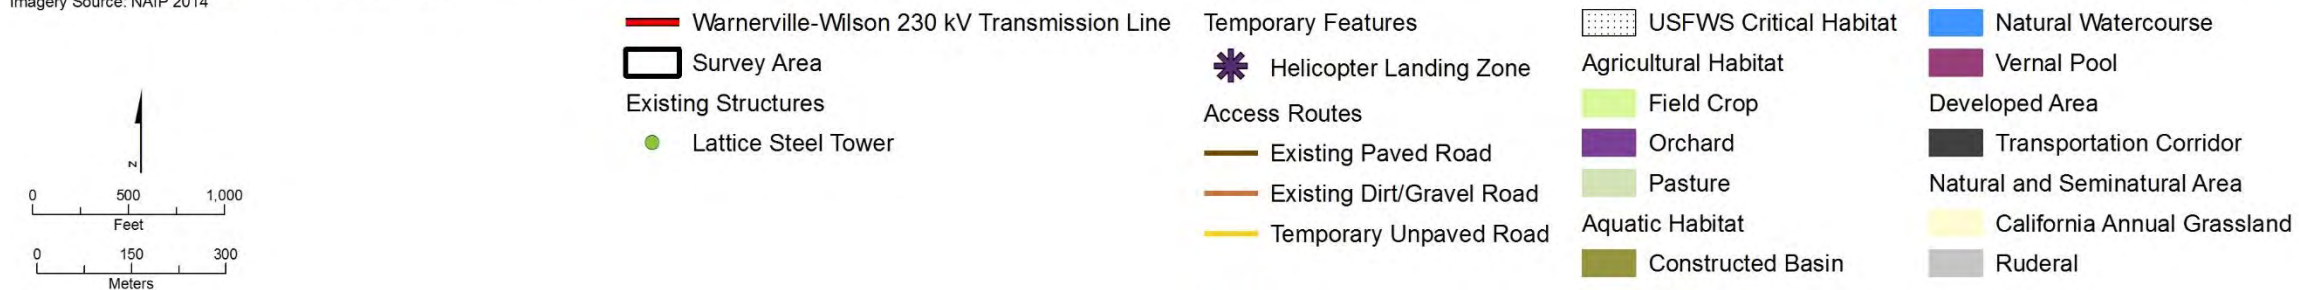 Imagery Source: NAIP 2014
N
0 500 1,000
Feet
0 150 300
Meters
Warnerville-Wilson 230 kV Transmission Line
Survey Area
Existing Structures
Lattice Steel Tower
Temporary Features
Helicopter Landing Zone
Access Routes
Existing Paved Road
Existing Dirt/Gravel Road
Temporary Unpaved Road
USFWS Critical Habitat
Agricultural Habitat
Field Crop
Orchard
Pasture
Aquatic Habitat
Constructed Basin
Natural Watercourse
Vernal Pool
Developed Area
Transportation Corridor
Natural and Seminatural Area
California Annual Grassland
Ruderal